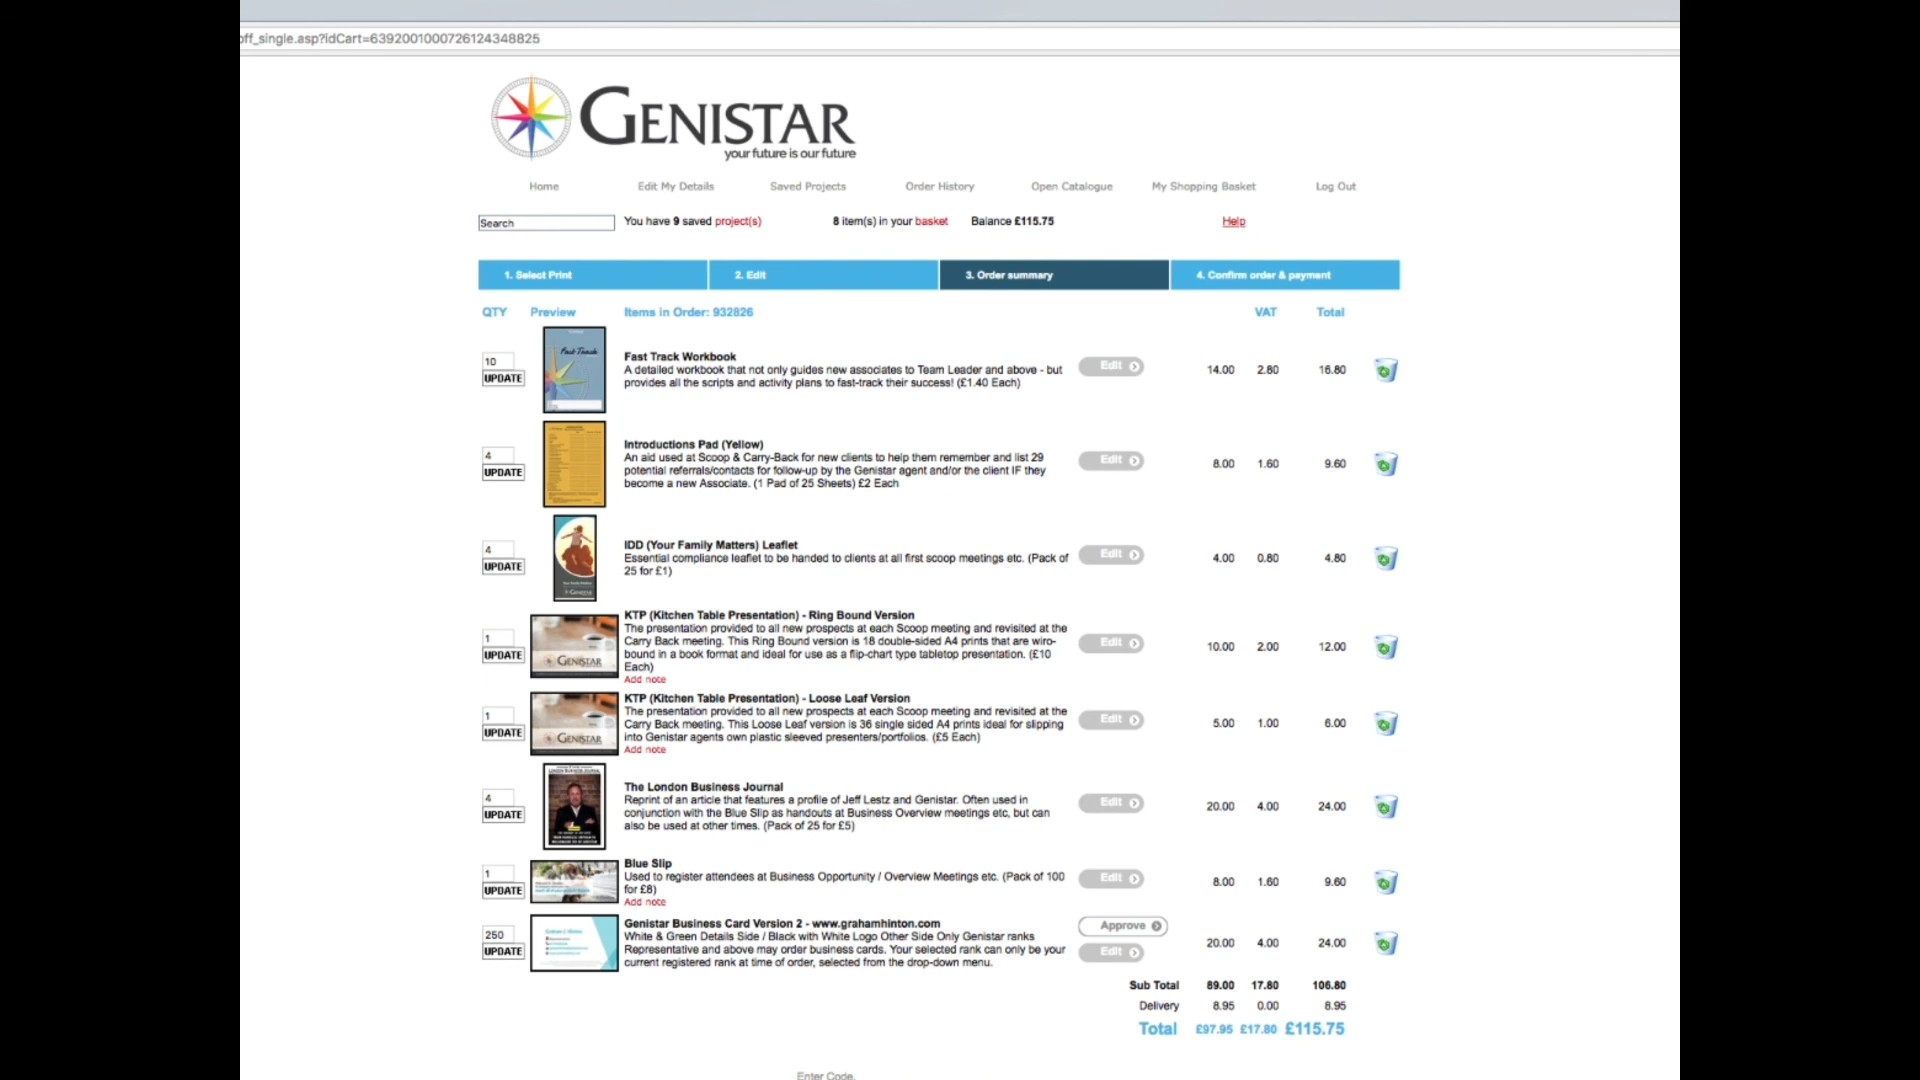 off_single.asp?idCart=6392001000726124348825
GENISTAR
your future is our future
Home Edit My Details Saved Projects Order History Open Catalogue My Shopping Basket Log Out
Search You have 9 saved project(s) 8 item(s) in your basket Balance £115.75 Help
1. Select Print 2. Edit 3. Order summary 4. Confirm order & payment
QTY Preview Items in Order: 932826 VAT Total
Fast Track
Fast Track Workbook
10 UPDATE
A detailed workbook that not only guides new associates to Team Leader and above - but
provides all the scripts and activity plans to fast-track their success! (£1.40 Each)
Edit 14.00 2.80 16.80
Introductions Pad (Yellow)
4 UPDATE
An aid used at Scoop & Carry-Back for new clients to help them remember and list 29
potential referrals/contacts for follow-up by the Genistar agent and/or the client IF they
become a new Associate. (1 Pad of 25 Sheets) £2 Each
Edit 8.00 1.60 9.60
IDD (Your Family Matters) Leaflet
4 UPDATE
Essential compliance leaflet to be handed to clients at all first scoop meetings etc. (Pack of
25 for £1)
Edit 4.00 0.80 4.80
GENISTAR
KTP (Kitchen Table Presentation) - Ring Bound Version
1 UPDATE
The presentation provided to all new prospects at each Scoop meeting and revisited at the
Carry Back meeting. This Ring Bound version is 18 double-sided A4 prints that are wiro-
bound in a book format and ideal for use as a flip-chart type tabletop presentation. (£10
Each)
Add note
Edit 10.00 2.00 12.00
GENISTAR
KTP (Kitchen Table Presentation) - Loose Leaf Version
1 UPDATE
The presentation provided to all new prospects at each Scoop meeting and revisited at the
Carry Back meeting. This Loose Leaf version is 36 single sided A4 prints ideal for slipping
into Genistar agents own plastic sleeved presenters/portfolios. (£5 Each)
Add note
Edit 5.00 1.00 6.00
GENISTAR
The London Business Journal
4 UPDATE
Reprint of an article that features a profile of Jeff Lestz and Genistar. Often used in
conjunction with the Blue Slip as handouts at Business Overview meetings etc, but can
also be used at other times. (Pack of 25 for £5)
Edit 20.00 4.00 24.00
Blue Slip
1 UPDATE
Used to register attendees at Business Opportunity / Overview Meetings etc. (Pack of 100
for £8)
Add note
Edit 8.00 1.60 9.60
Genistar Business Card Version 2 - www.grahamhinton.com
250 UPDATE
White & Green Details Side / Black with White Logo Other Side Only Genistar ranks
Representative and above may order business cards. Your selected rank can only be your
current registered rank at time of order, selected from the drop-down menu.
Approve
Edit 20.00 4.00 24.00
Sub Total 89.00 17.80 106.80
Delivery 8.95 0.00 8.95
Total £97.95 £17.80 £115.75
Enter Code.